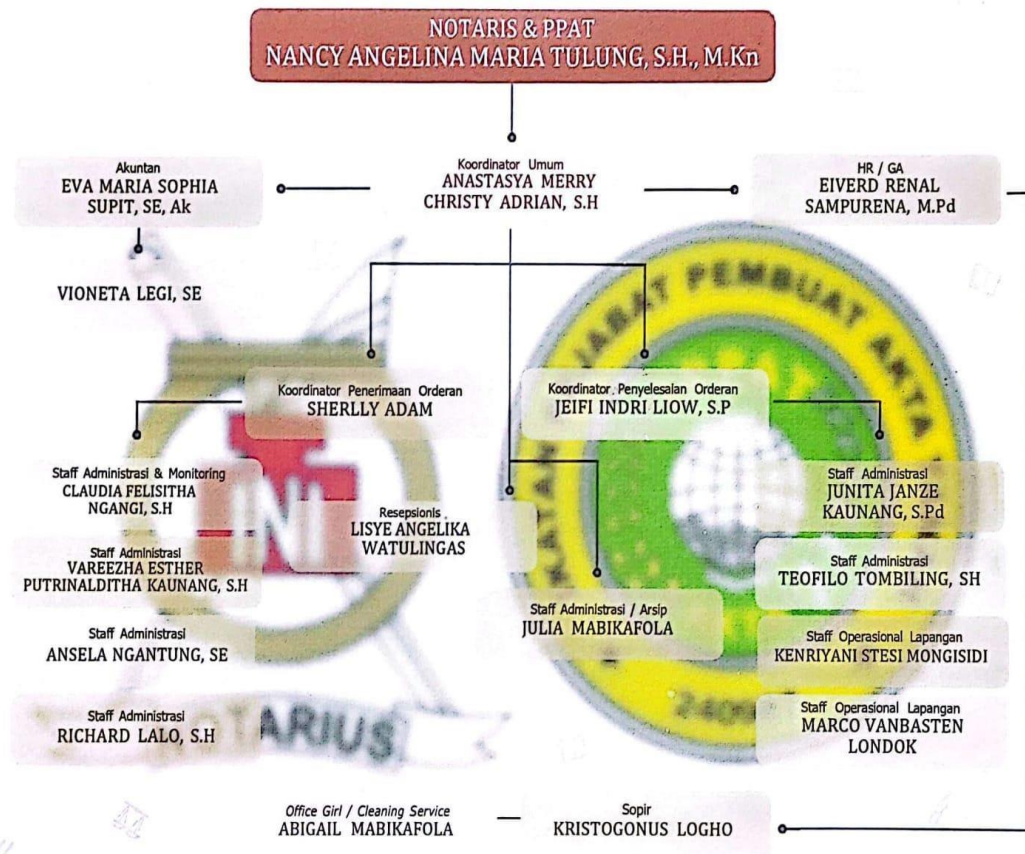 NOTARIS & PPAT
NANCY ANGELINA MARIA TULUNG, S.H., M.Kn
Akuntan
EVA MARIA SOPHIA
SUPIT, SE, Ak
Koordinator Umum
ANASTASYA MERRY
CHRISTY ADRIAN, S.H
HR / GA
EIVERD RENAL
SAMPURENA, M.Pd
VIONETA LEGI, SE
Koordinator Penerimaan Orderan
SHERLLY ADAM
Koordinator Penyelesaian Orderan
JEIFI INDRI LIOW, S.P
Staff Administrasi & Monitoring
CLAUDIA FELISITHA
NGANGI, S.H
Staff Administrasi
VAREEZHA ESTHER
PUTRINALDITHA KAUNANG, S.H
Staff Administrasi
ANSELA NGANTUNG, SE
Staff Administrasi
RICHARD LALO, S.H
Resepsionis
LISYE ANGELIKA
WATULINGAS
Staff Administrasi / Arsip
JULIA MABIKAFOLA
Staff Administrasi
JUNITA JANZE
KAUNANG, S.Pd
Staff Administrasi
TEOFILO TOMBILING, SH
Staff Operasional Lapangan
KENRIYANI STESI MONGISIDI
Staff Operasional Lapangan
MARCO VANBASTEN
LONDOK
Office Girl / Cleaning Service
ABIGAIL MABIKAFOLA
Sopir
KRISTOGONUS LOGHO
INI
PEMBUAT AKTA